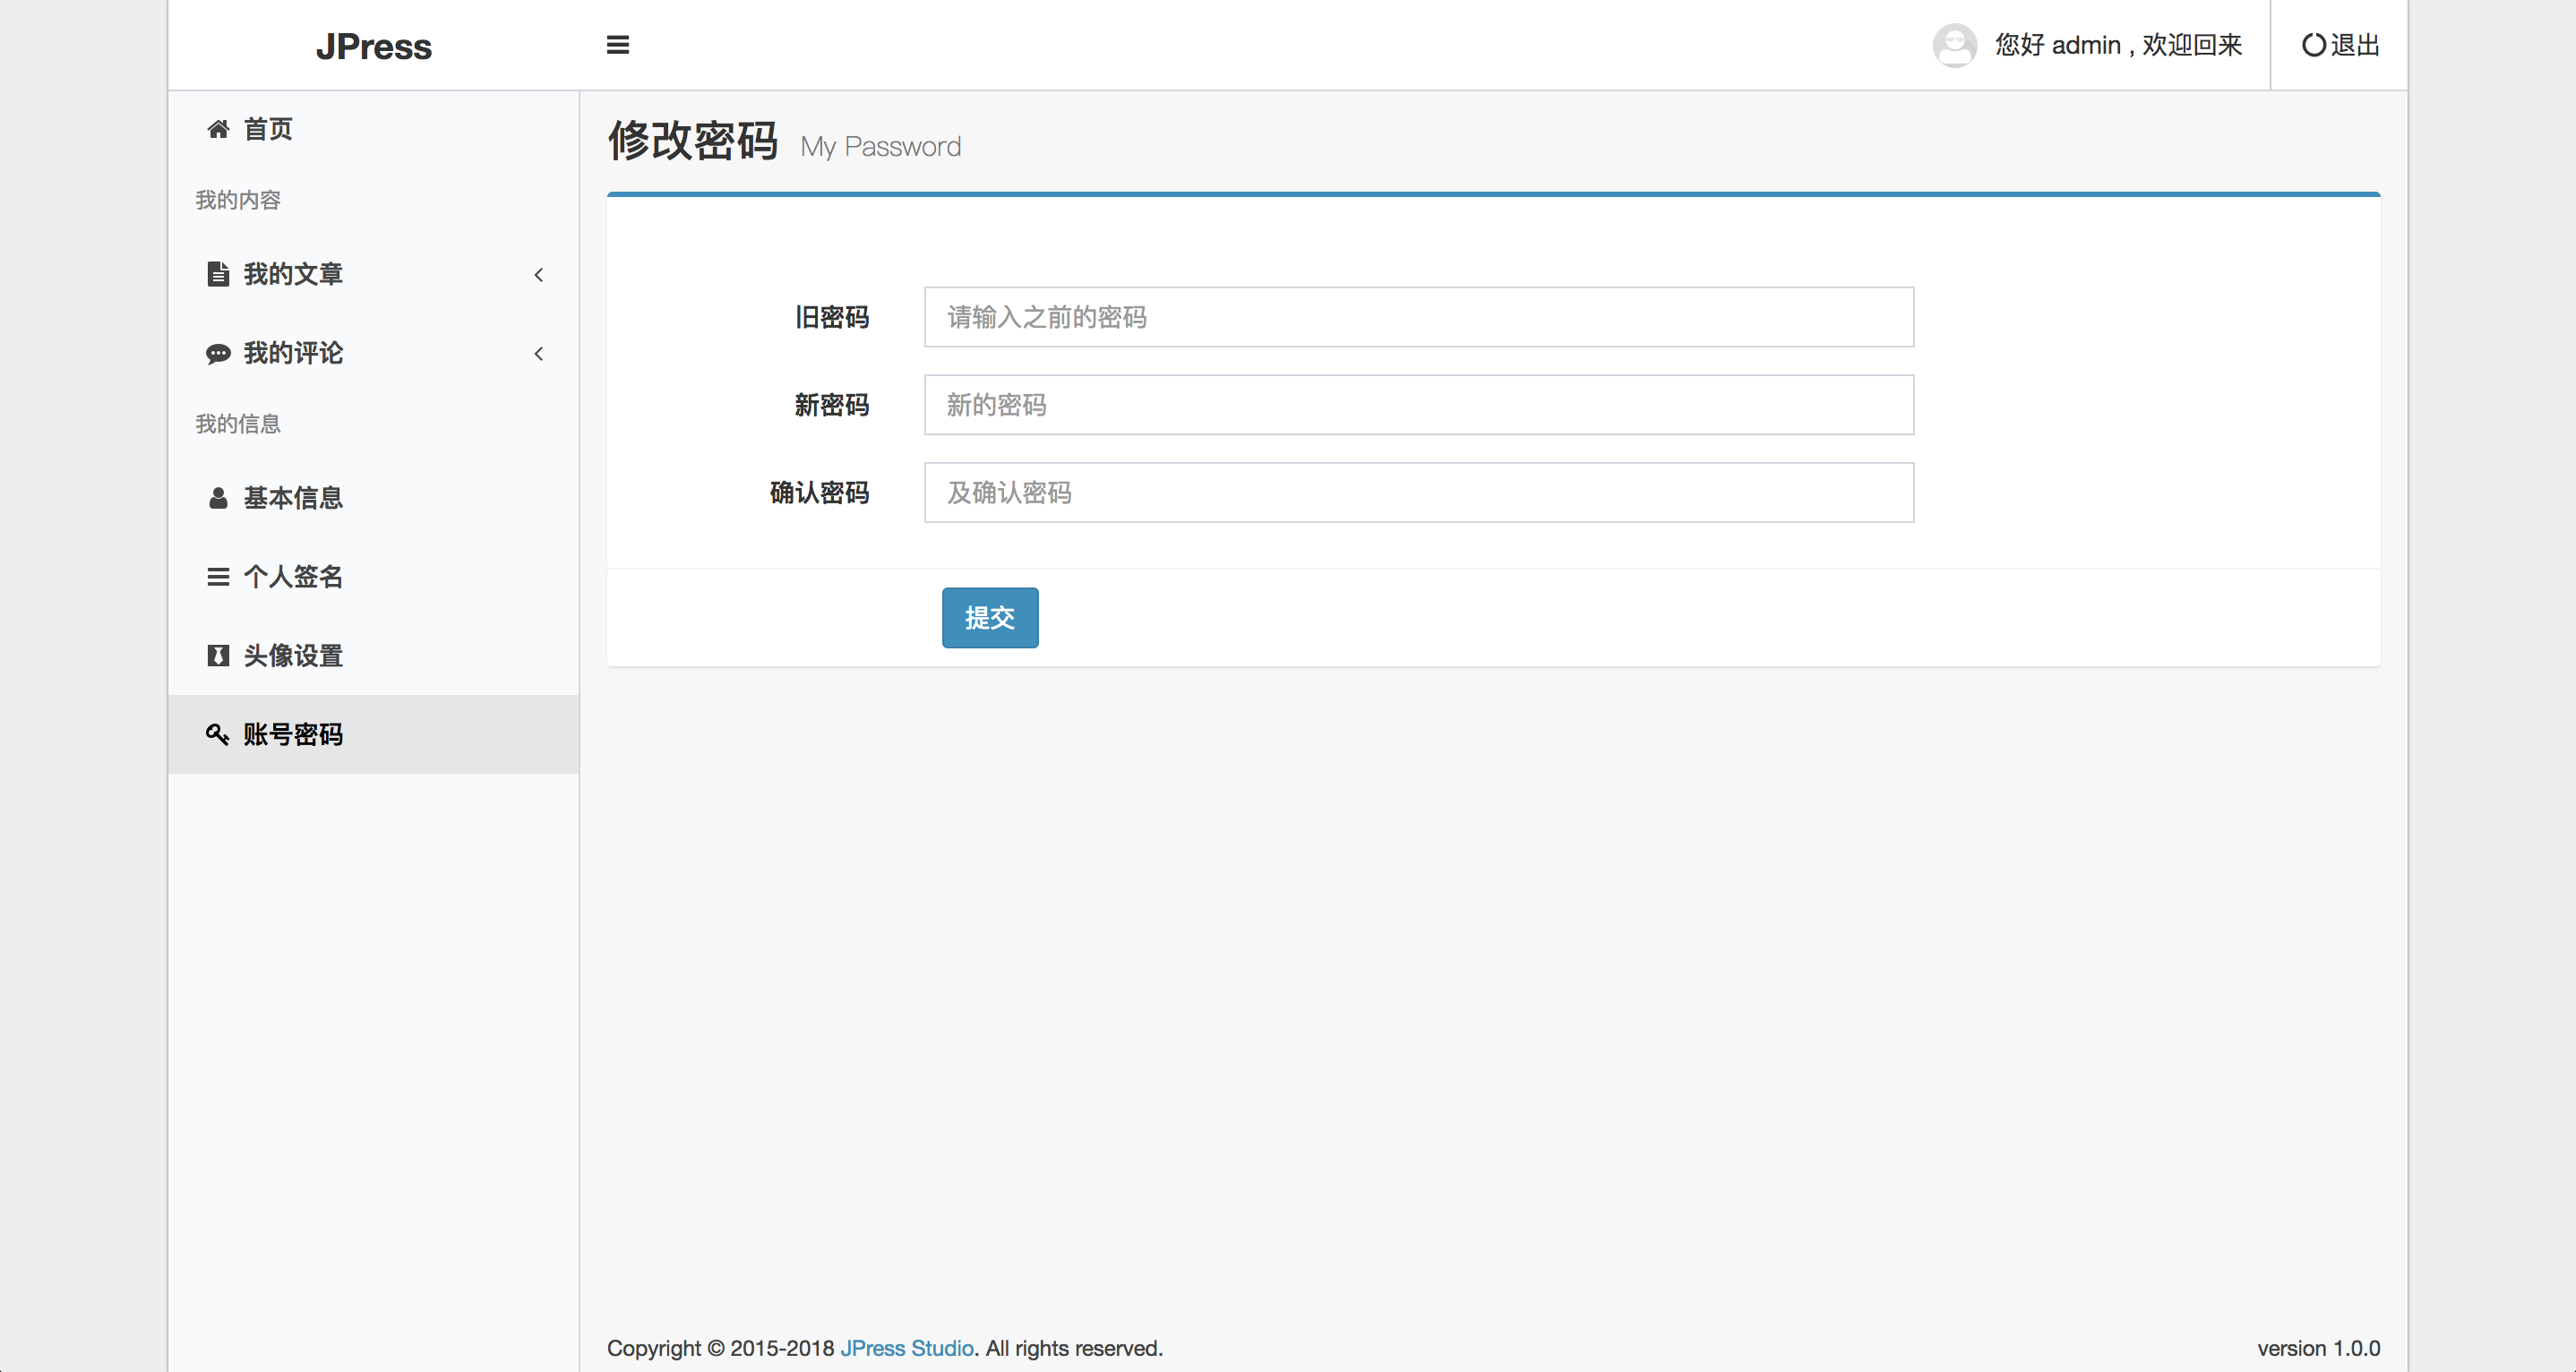 JPress
您好 admin , 欢迎回来
退出
首页
我的内容
我的文章
我的评论
我的信息
基本信息
个人签名
头像设置
账号密码
修改密码 My Password
旧密码 请输入之前的密码
新密码 新的密码
确认密码 及确认密码
提交
Copyright © 2015-2018 JPress Studio. All rights reserved.
version 1.0.0